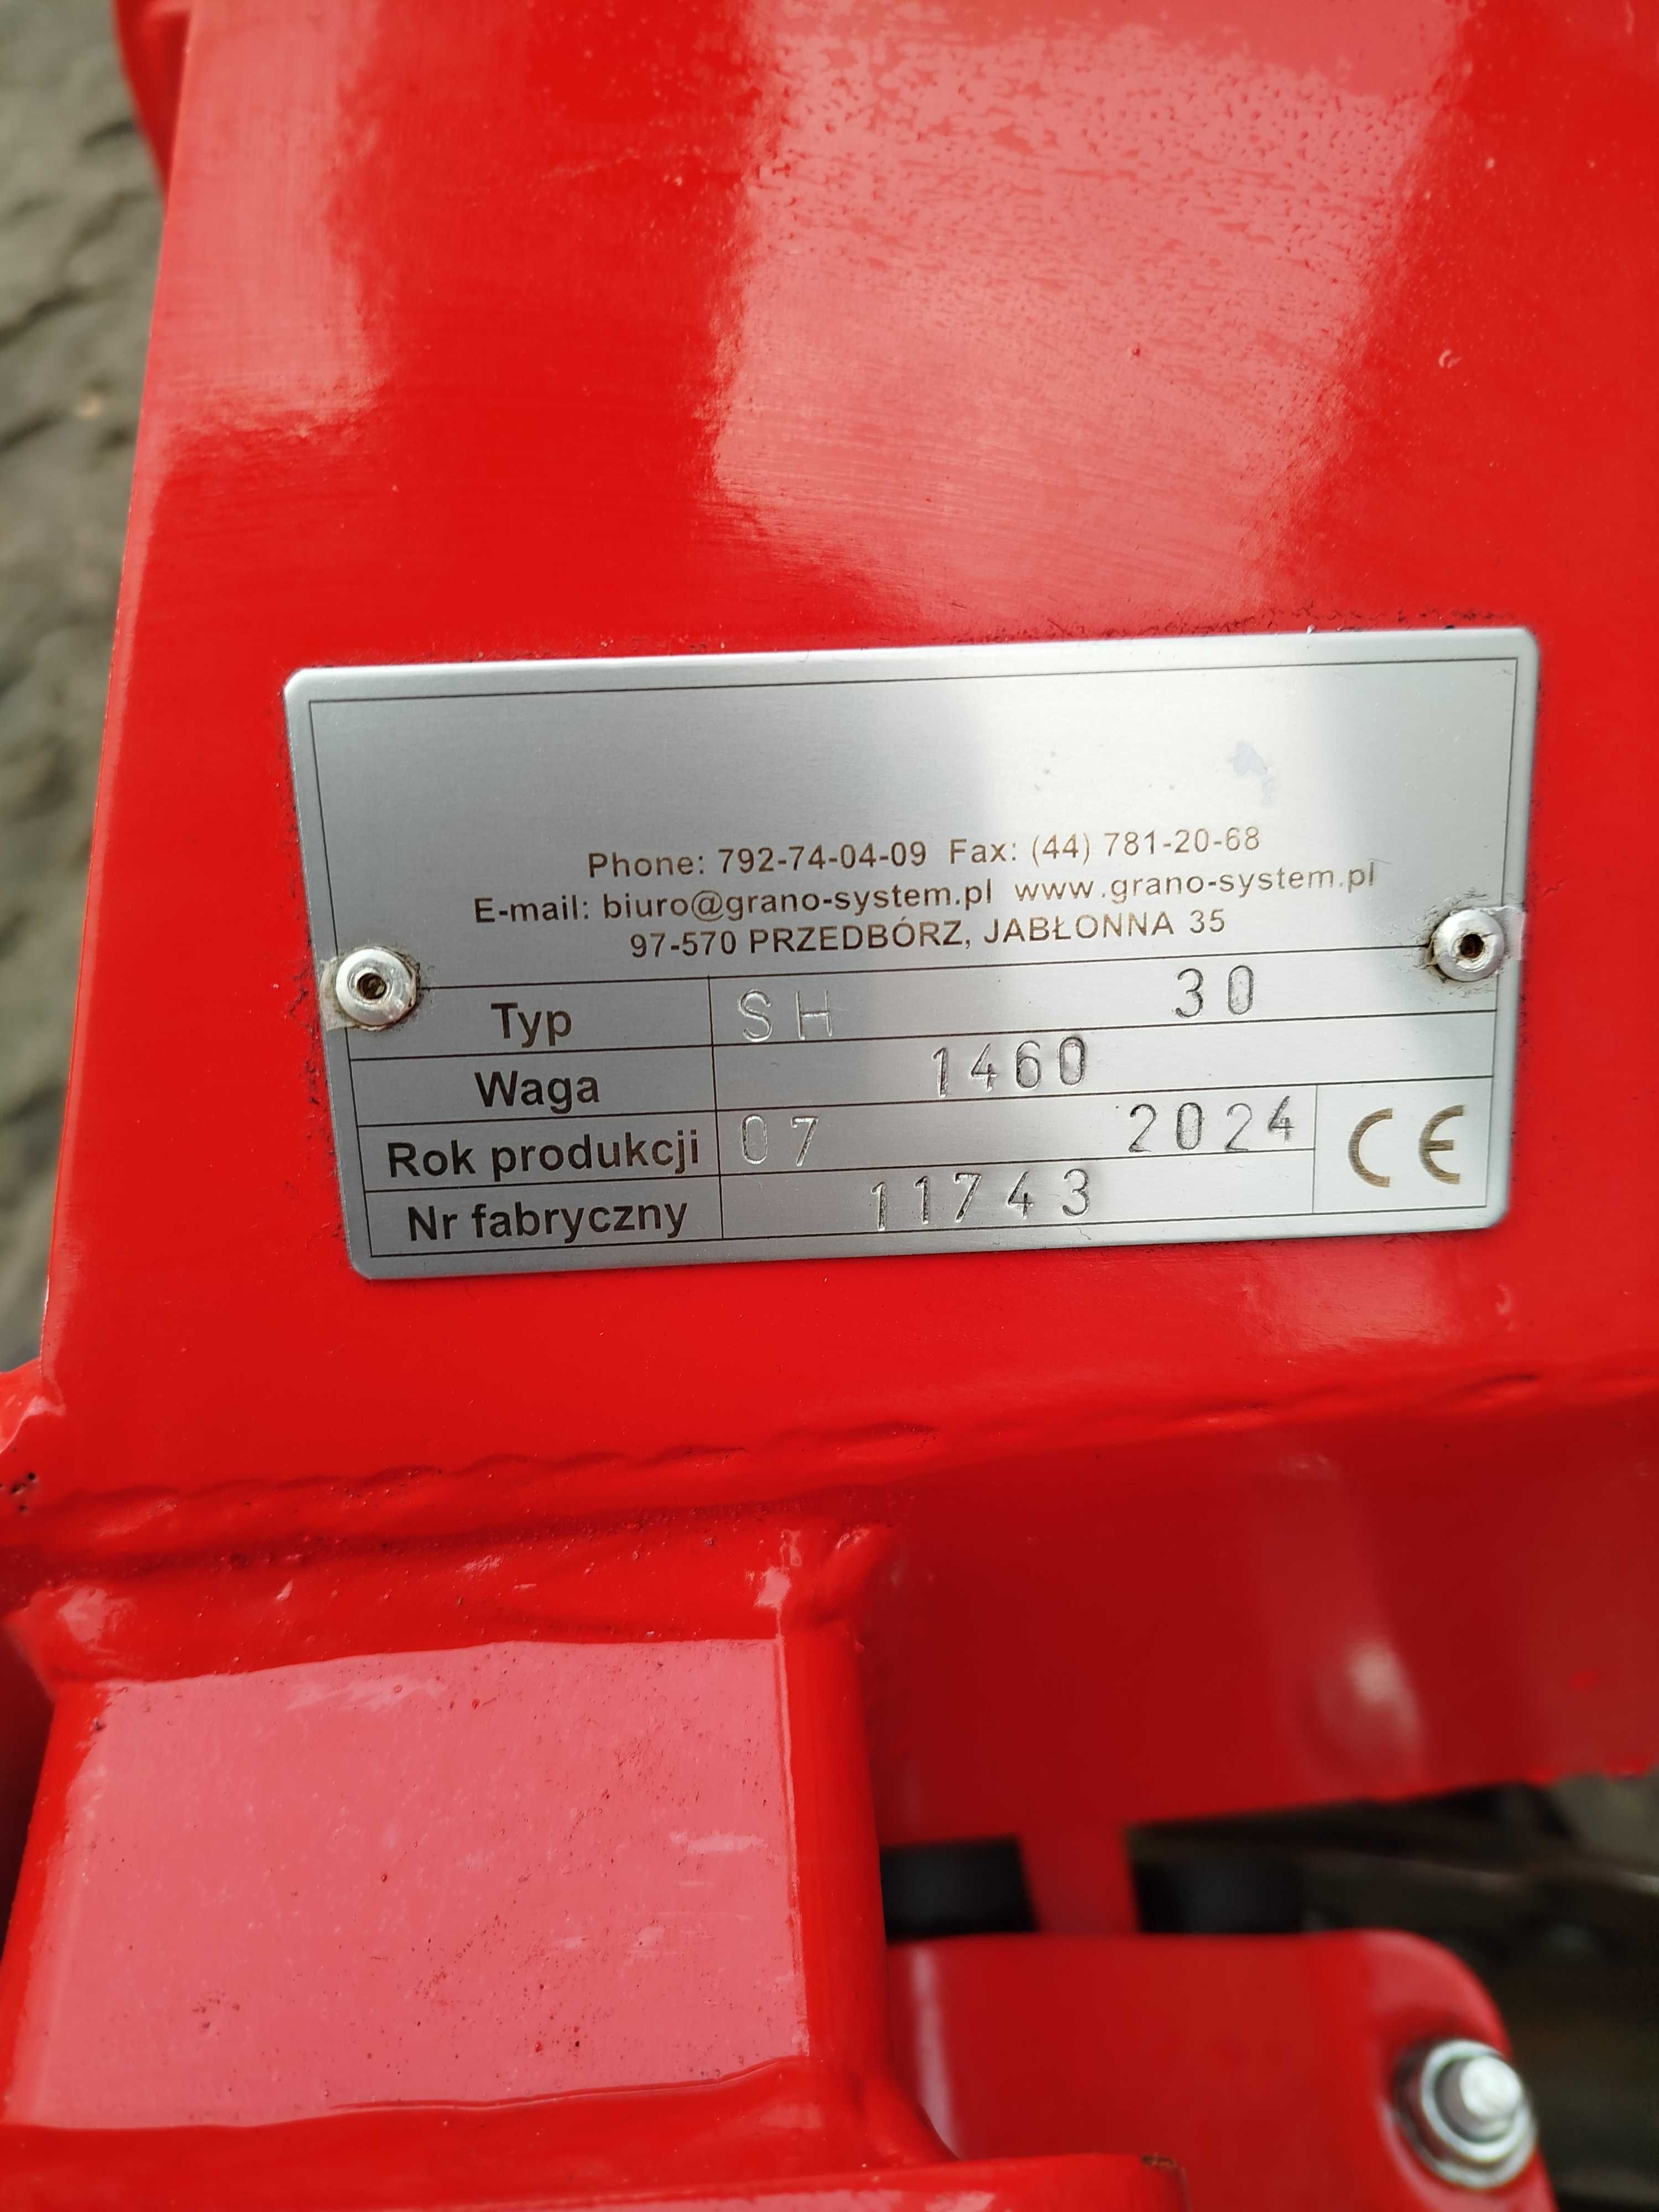 Phone: 792-74-04-09 Fax: (44) 781-20-68
E-mail: biuro@grano-system.pl www.grano-system.pl
97-570 PRZEDBÓRZ, JABŁONNA 35
Typ SH 30
Waga 1460
Rok produkcji 07 2024
Nr fabryczny 11743
CE